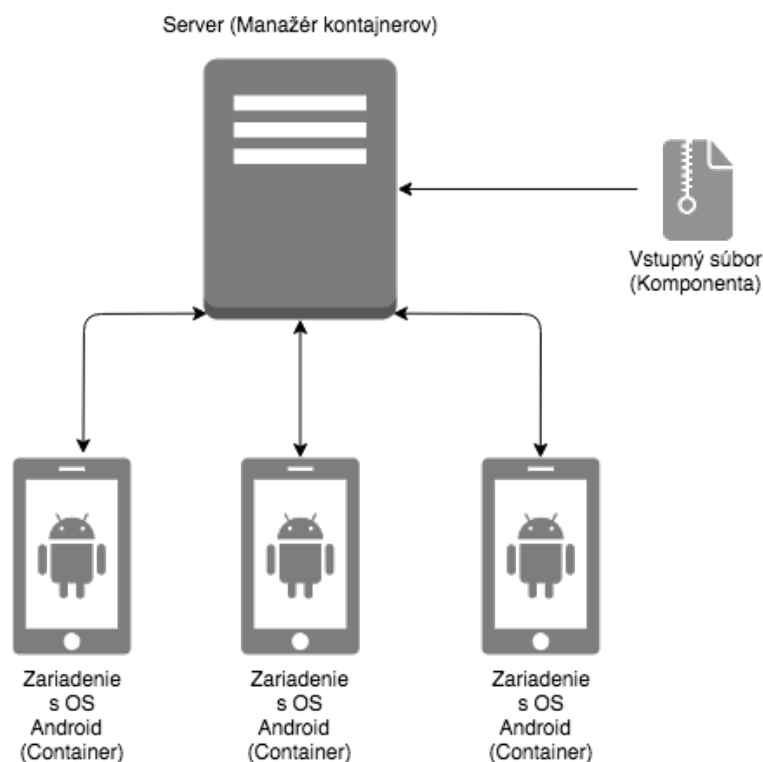 Server (Manažér kontajnerov)
Vstupný súbor
(Komponenta)
Zariadenie
s OS
Android
(Container)
Zariadenie
s OS
Android
(Container)
Zariadenie
s OS
Android
(Container)